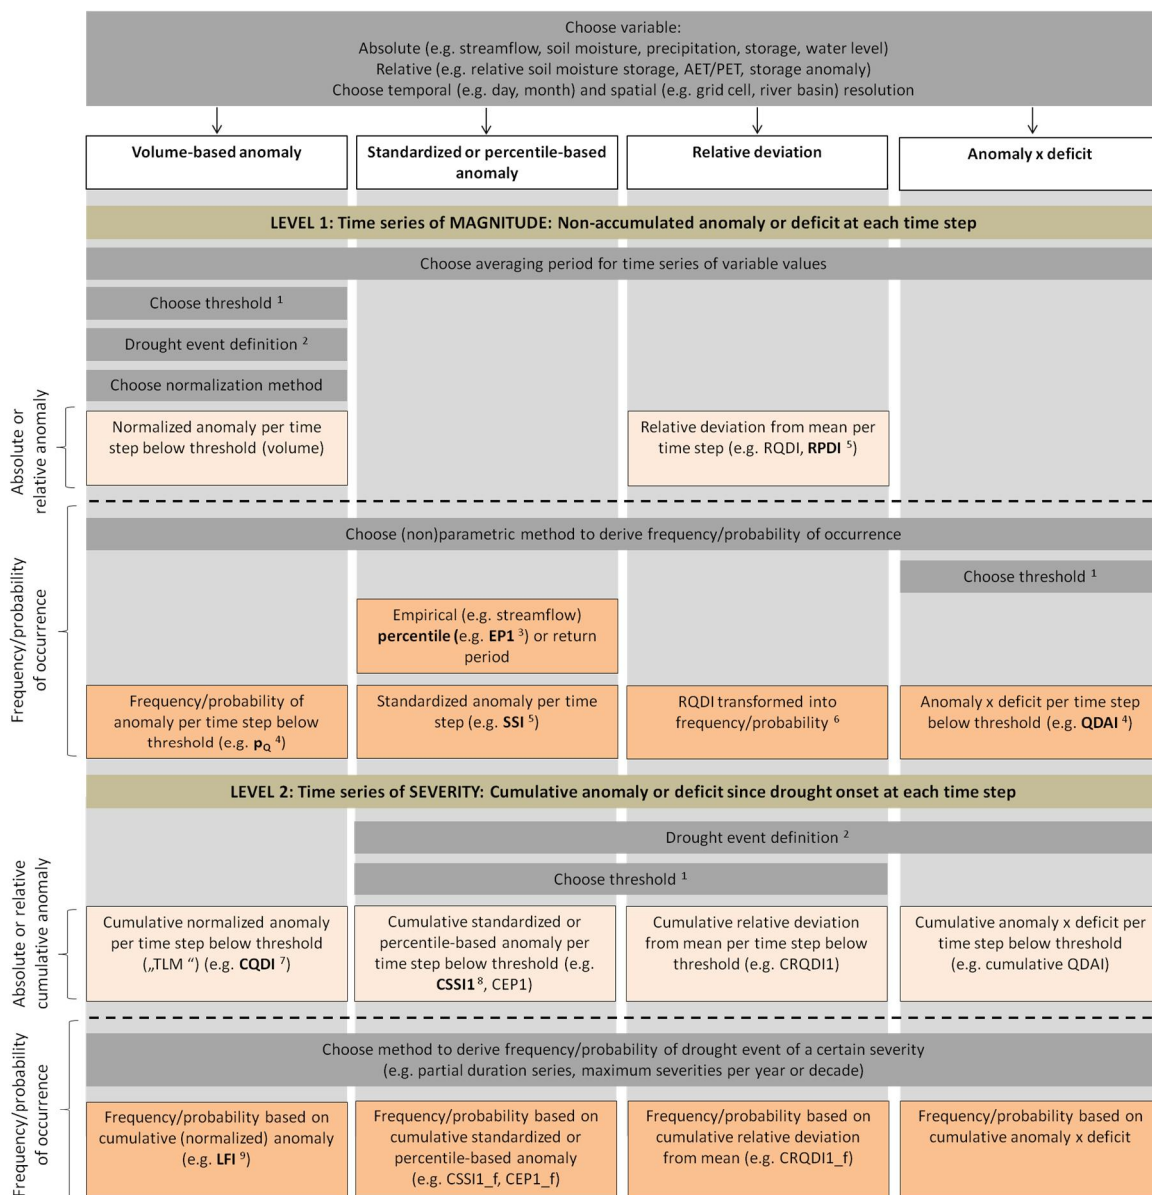 Choose variable:
Absolute (e.g. streamflow, soil moisture, precipitation, storage, water level)
Relative (e.g. relative soil moisture storage, AET/PET, storage anomaly)
Choose temporal (e.g. day, month) and spatial (e.g. grid cell, river basin) resolution
Volume-based anomaly
Standardized or percentile-based
anomaly
Relative deviation
Anomaly x deficit
LEVEL 1: Time series of MAGNITUDE: Non-accumulated anomaly or deficit at each time step
Choose averaging period for time series of variable values
Choose threshold 1
Drought event definition 2
Choose normalization method
Absolute or
relative anomaly
Normalized anomaly per time
step below threshold (volume)
Relative deviation from mean per
time step (e.g. RQDI, RPDI 5)
Frequency/probability
of occurrence
Choose (non)parametric method to derive frequency/probability of occurrence
Choose threshold 1
Empirical (e.g. streamflow)
percentile (e.g. EP1 3) or return
period
Frequency/probability of
anomaly per time step below
threshold (e.g. pQ 4)
Standardized anomaly per time
step (e.g. SSI 5)
RQDI transformed into
frequency/probability 6
Anomaly x deficit per time step
below threshold (e.g. QDAI 4)
LEVEL 2: Time series of SEVERITY: Cumulative anomaly or deficit since drought onset at each time step
Drought event definition 2
Choose threshold 1
Absolute or relative
cumulative anomaly
Cumulative normalized anomaly
per time step below threshold
(„TLM “) (e.g. CQDI 7)
Cumulative standardized or
percentile-based anomaly per
time step below threshold (e.g.
CSSI1 8, CEP1)
Cumulative relative deviation
from mean per time step below
threshold (e.g. CRQDI1)
Cumulative anomaly x deficit per
time step below threshold
(e.g. cumulative QDAI)
Frequency/probability
of occurrence
Choose method to derive frequency/probability of drought event of a certain severity
(e.g. partial duration series, maximum severities per year or decade)
Frequency/probability based on
cumulative (normalized) anomaly
(e.g. LFI 9)
Frequency/probability based on
cumulative standardized or
percentile-based anomaly
(e.g. CSSI1_f, CEP1_f)
Frequency/probability based on
cumulative relative deviation
from mean (e.g. CRQDI1_f)
Frequency/probability based on
cumulative anomaly x deficit